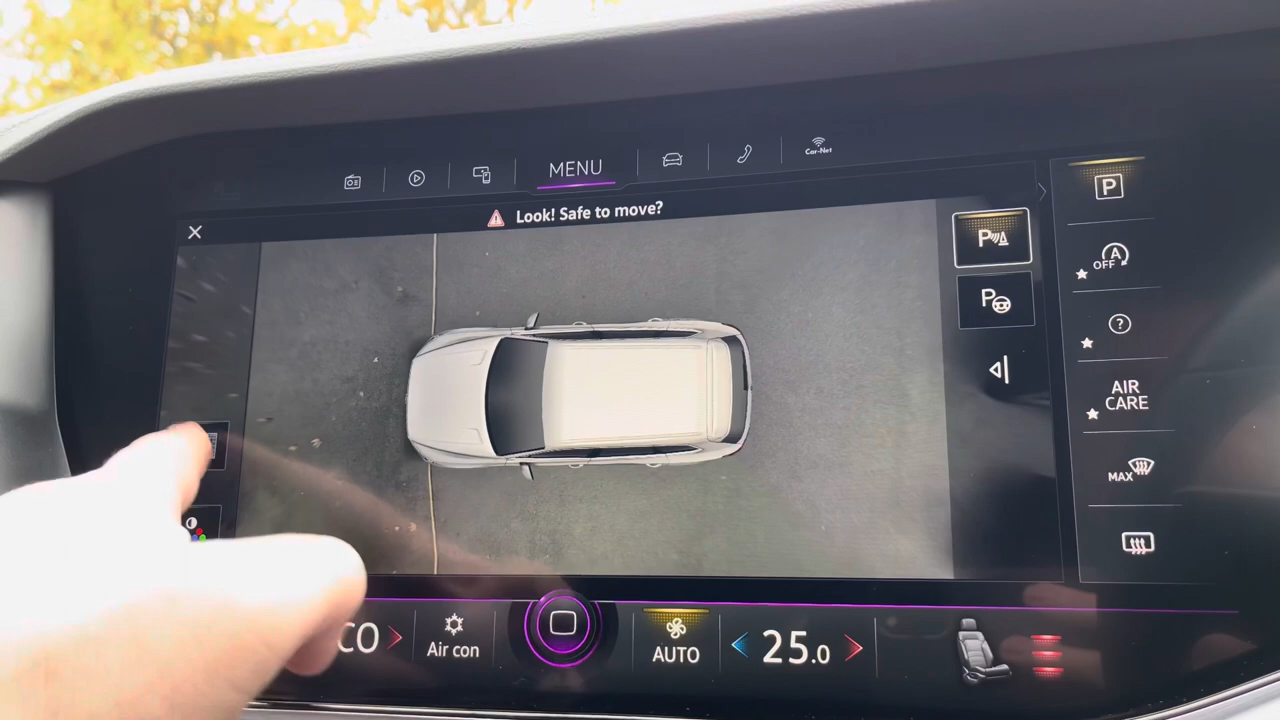 MENU
Car-Net
Look! Safe to move?
P
P
P
A
OFF
?
AIR
CARE
MAX
CO
Air con
AUTO
25.0